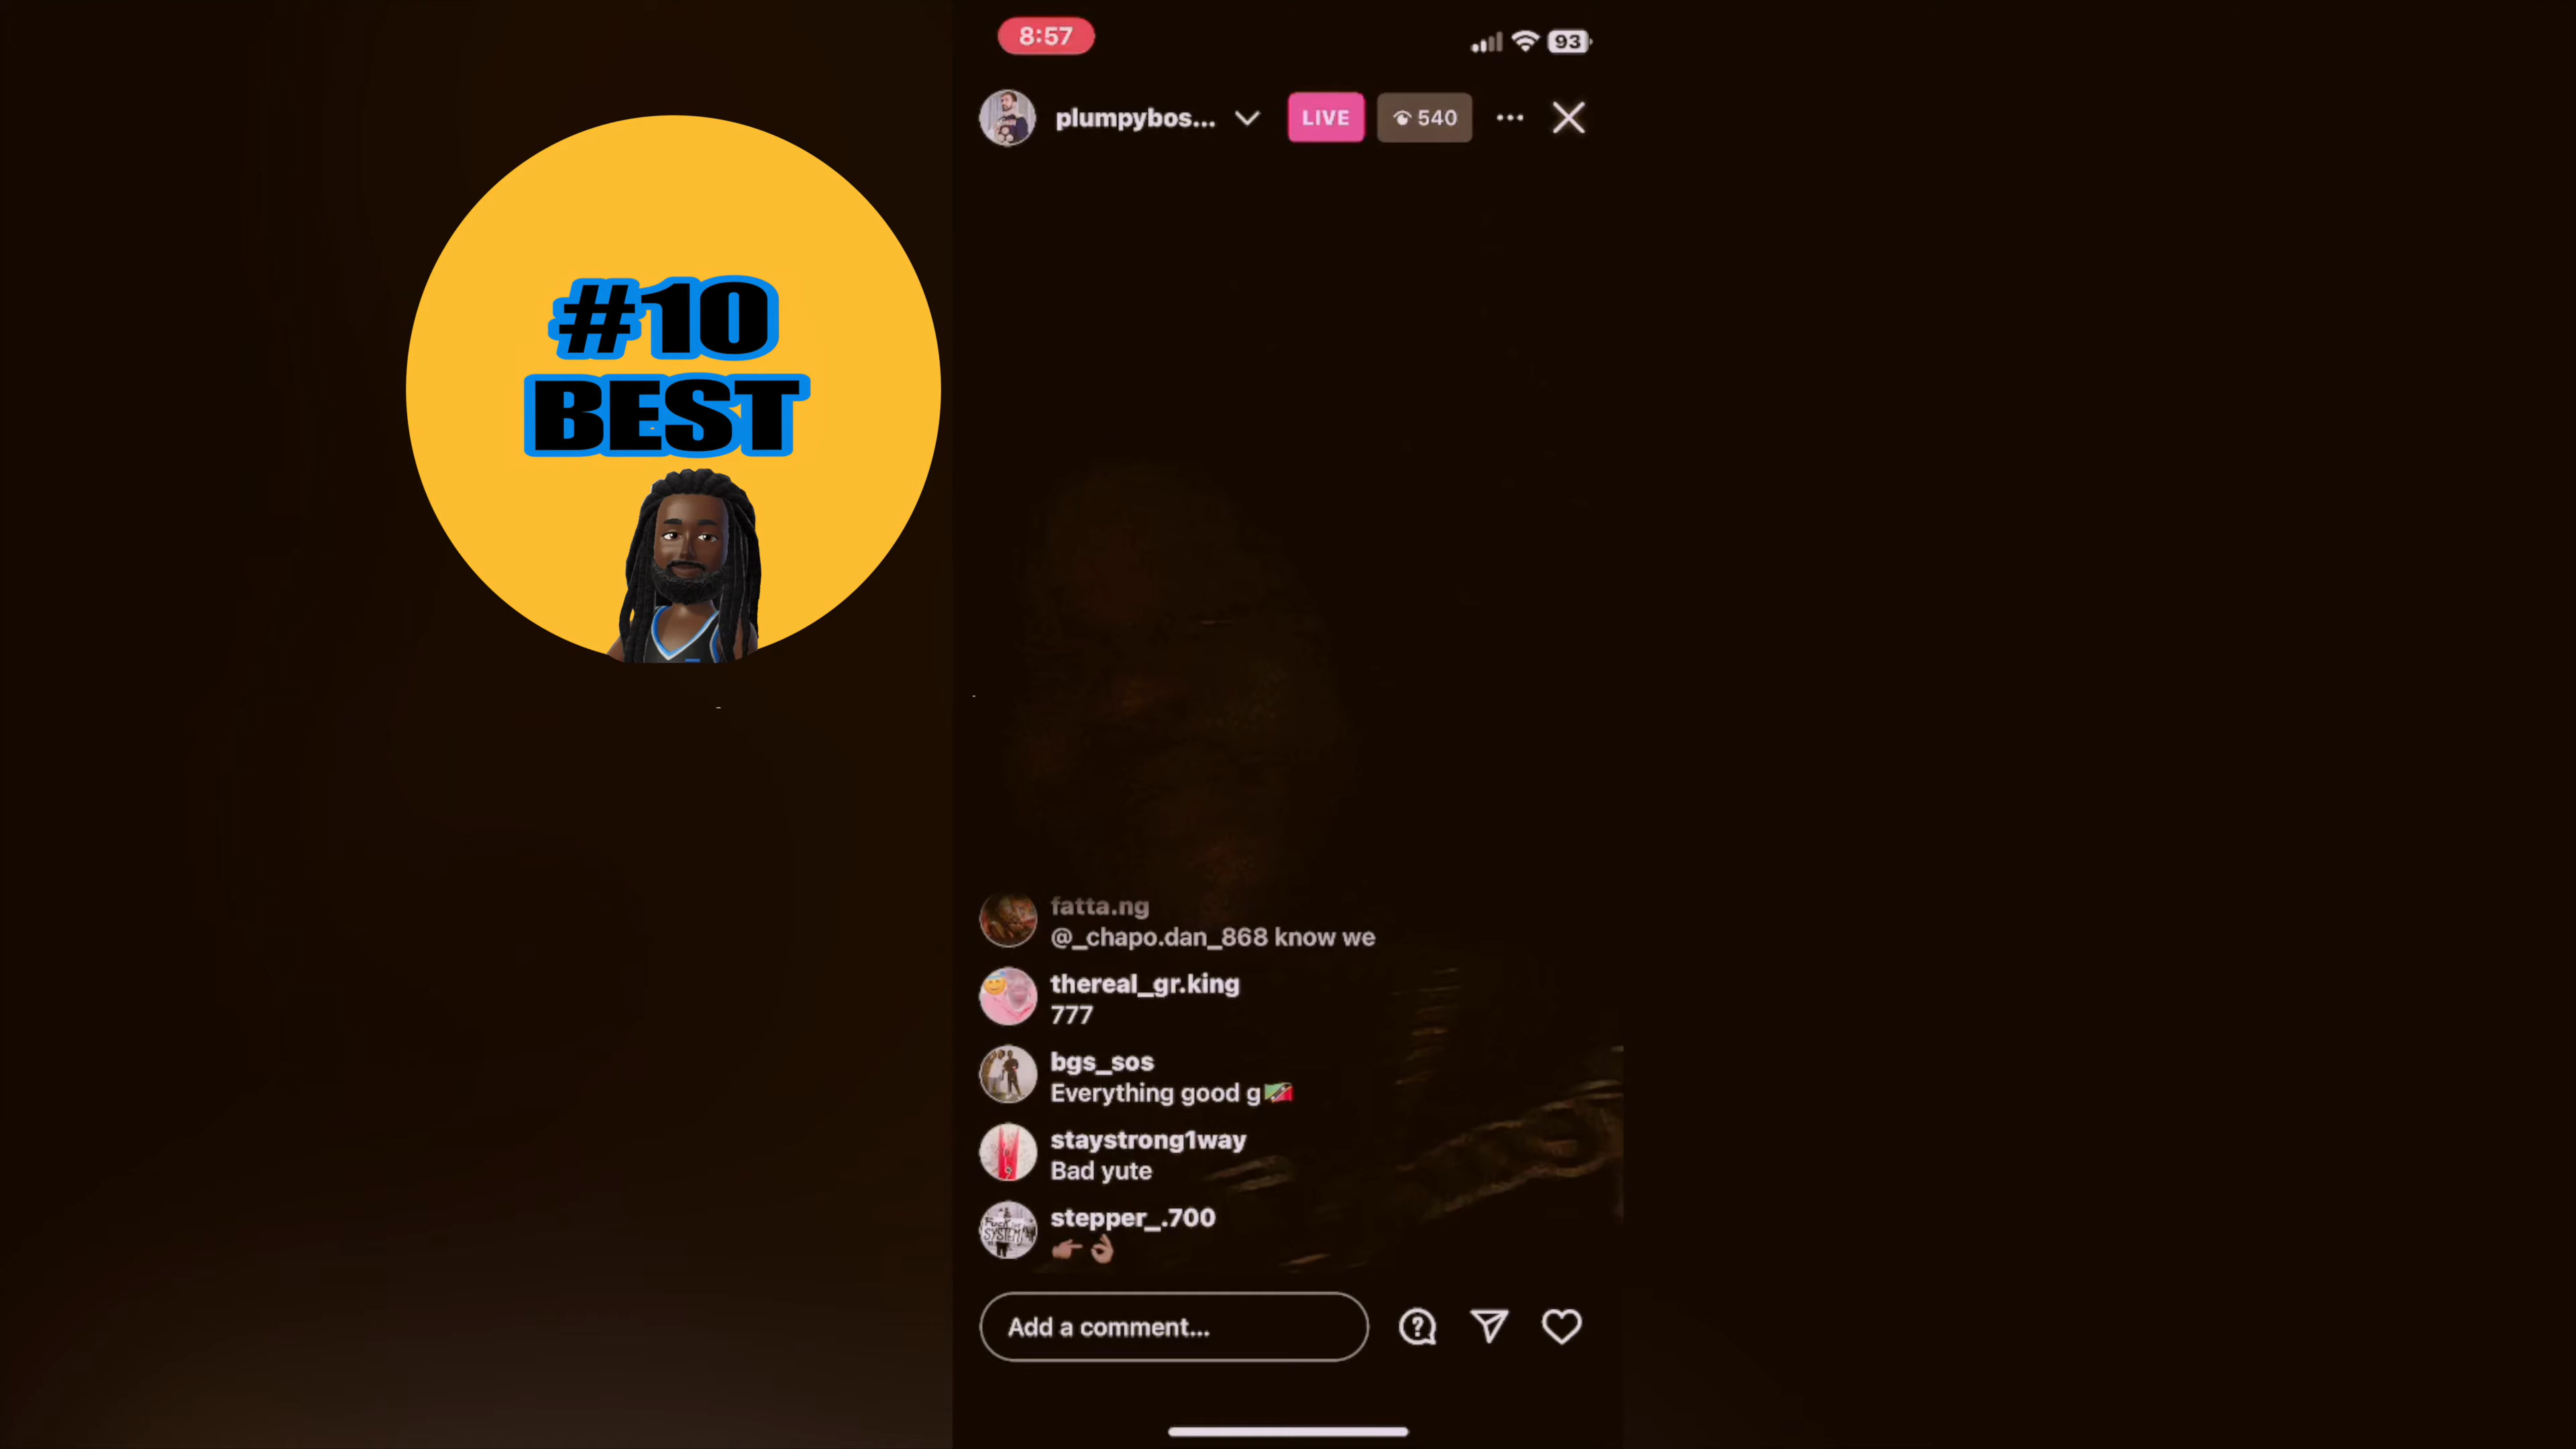 #10
BEST
8:57
93
plumpybos...
LIVE
540
fatta.ng
@_chapo.dan_868 know we
thereal_gr.king
777
bgs_sos
Everything good g🇰🇳
staystrong1way
Bad yute
stepper_.700
👉🏽👌🏽
Add a comment...